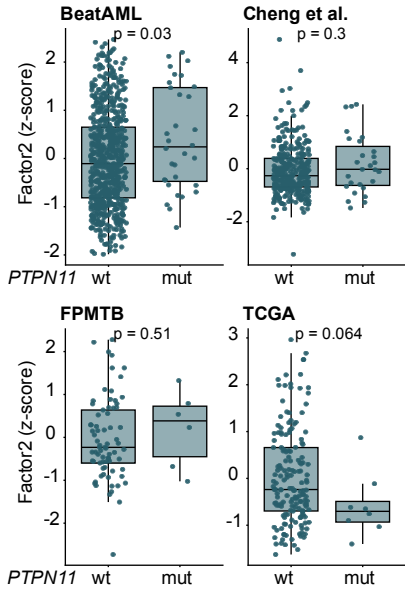 BeatAML
p = 0.03
Factor2 (z-score)
2
1
0
-1
-2
PTPN11 wt mut
Cheng et al.
p = 0.3
4
2
0
-2
wt mut
FPMTB
p = 0.51
Factor2 (z-score)
2
1
0
-1
-2
PTPN11 wt mut
TCGA
p = 0.064
3
2
1
0
-1
wt mut